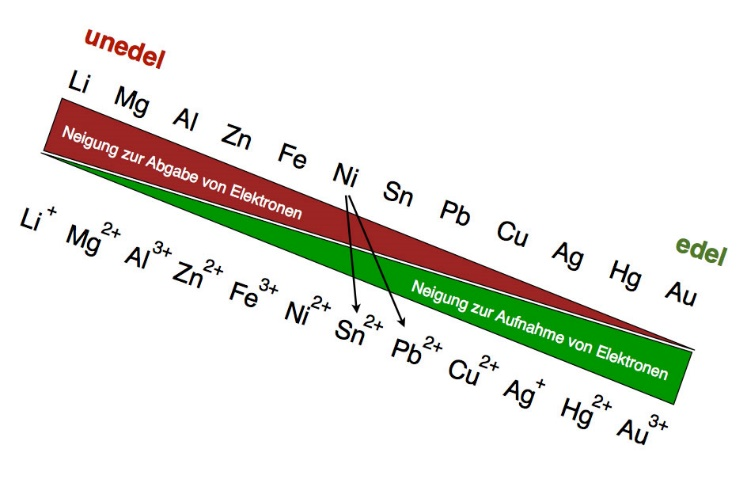 unedel
Li Mg Al Zn Fe Ni Sn Pb Cu Ag Hg Au
edel
Neigung zur Abgabe von Elektronen
Neigung zur Aufnahme von Elektronen
Li⁺ Mg²⁺ Al³⁺ Zn²⁺ Fe³⁺ Ni²⁺ Sn²⁺ Pb²⁺ Cu²⁺ Ag⁺ Hg²⁺ Au³⁺